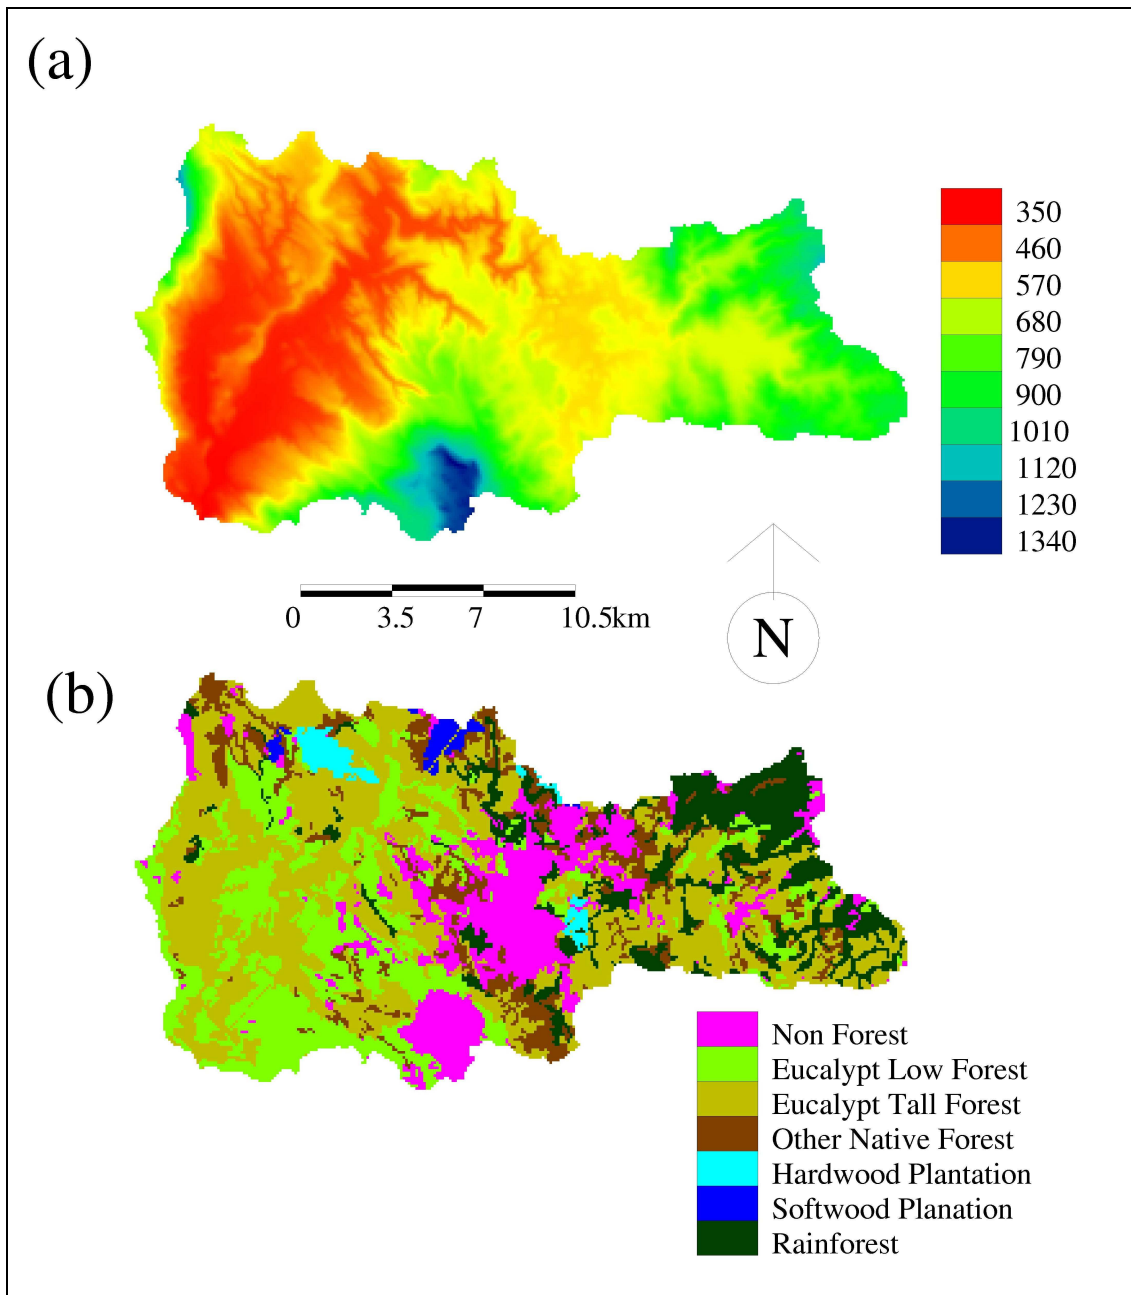 (a)
350
460
570
680
790
900
1010
1120
1230
1340
0 3.5 7 10.5km
N
(b)
Non Forest
Eucalypt Low Forest
Eucalypt Tall Forest
Other Native Forest
Hardwood Plantation
Softwood Planation
Rainforest